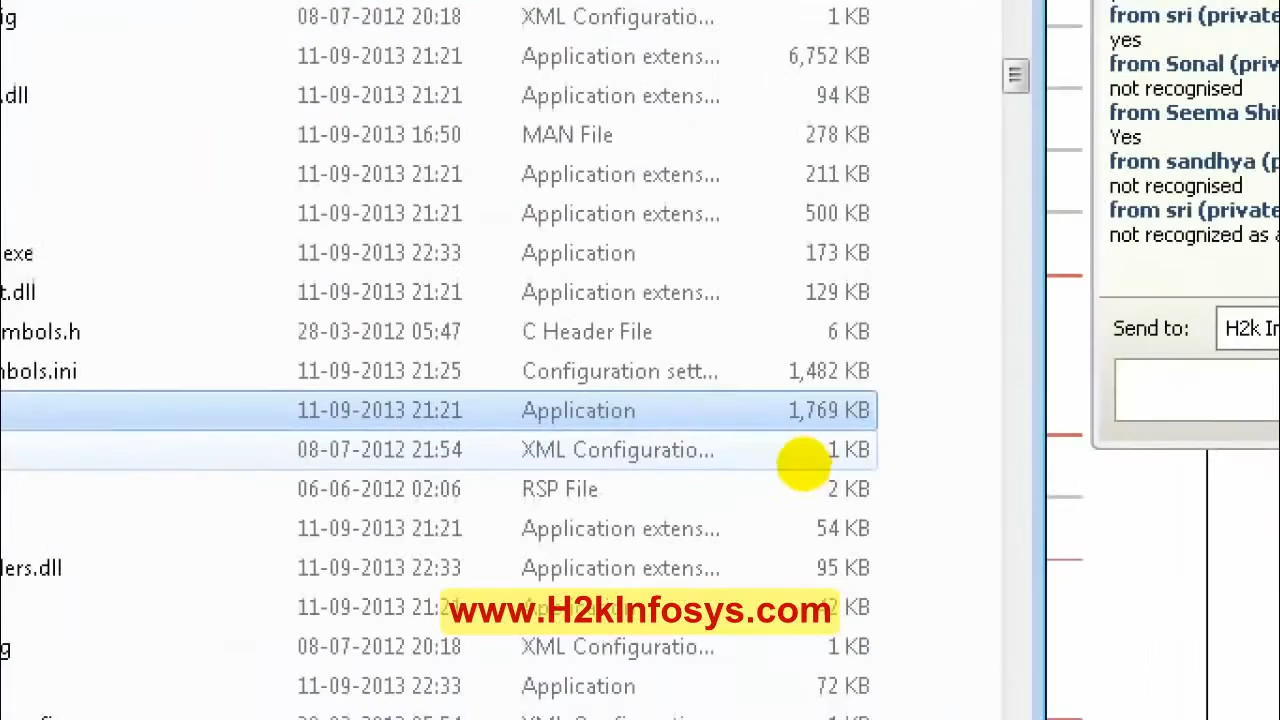 ig 08-07-2012 20:18 XML Configuratio... 1 KB
11-09-2013 21:21 Application extens... 6,752 KB
.dll 11-09-2013 21:21 Application extens... 94 KB
11-09-2013 16:50 MAN File 278 KB
11-09-2013 21:21 Application extens... 211 KB
11-09-2013 21:21 Application extens... 500 KB
exe 11-09-2013 22:33 Application 173 KB
t.dll 11-09-2013 21:21 Application extens... 129 KB
mbols.h 28-03-2012 05:47 C Header File 6 KB
nbols.ini 11-09-2013 21:25 Configuration sett... 1,482 KB
11-09-2013 21:21 Application 1,769 KB
08-07-2012 21:54 XML Configuratio... 1 KB
06-06-2012 02:06 RSP File 2 KB
11-09-2013 21:21 Application extens... 54 KB
lers.dll 11-09-2013 22:33 Application extens... 95 KB
11-09-2013 21:21 KB
www.H2kInfosys.com
g 08-07-2012 20:18 XML Configuratio... 1 KB
11-09-2013 22:33 Application 72 KB
from sri (private
yes
from Sonal (priv
not recognised
from Seema Shi
Yes
from sandhya (p
not recognised
from sri (private
not recognized as a
Send to: H2k In